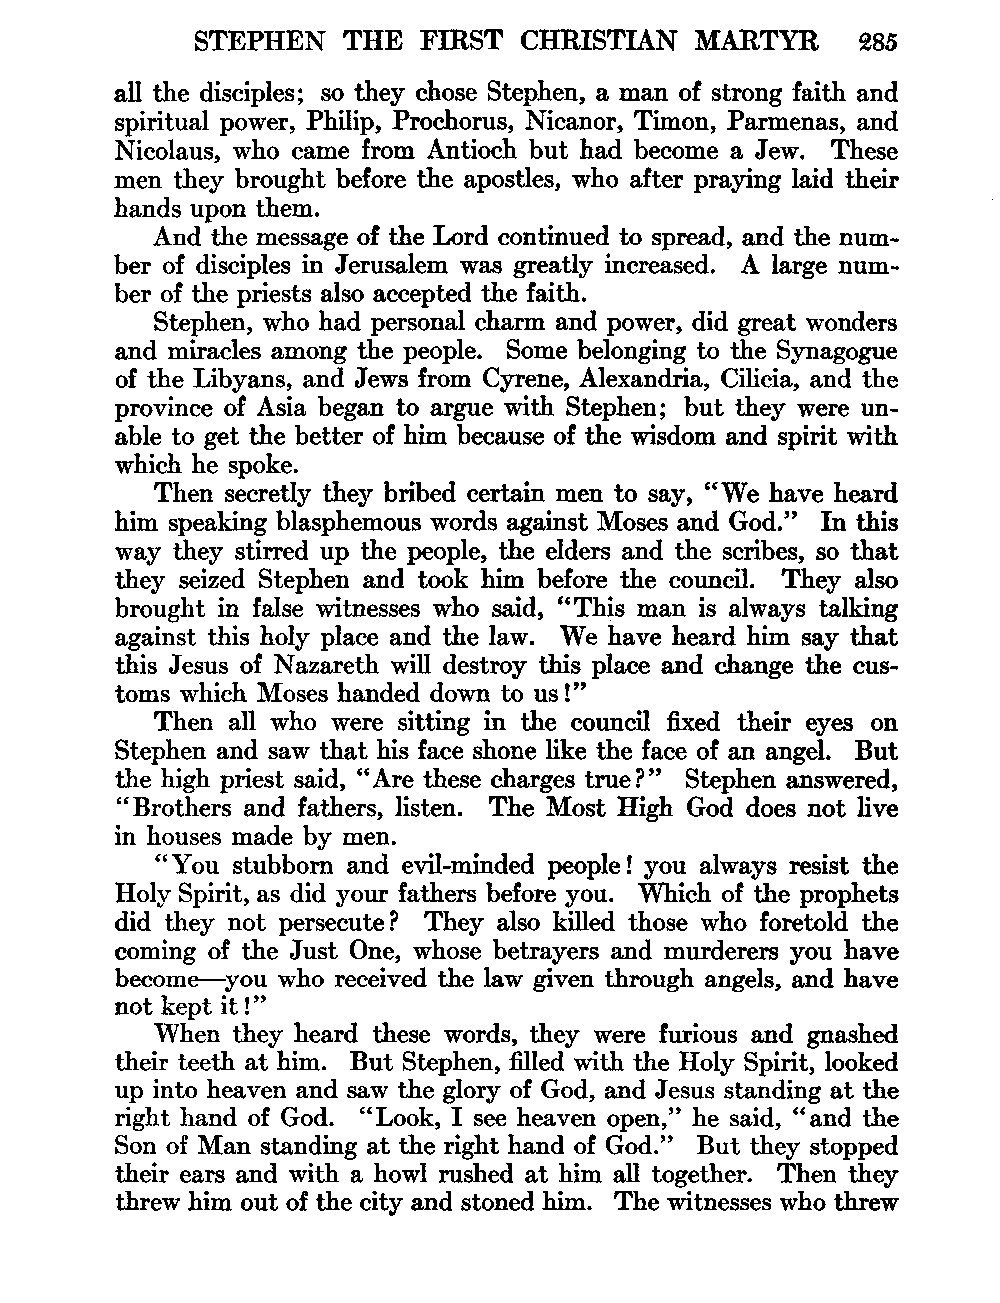 STEPHEN THE FIRST CHRISTIAN MARTYR 285
all the disciples; so they chose Stephen, a man of strong faith and
spiritual power, Philip, Prochorus, Nicanor, Timon, Parmenas, and
Nicolaus, who came from Antioch but had become a Jew. These
men they brought before the apostles, who after praying laid their
hands upon them.
And the message of the Lord continued to spread, and the num-
ber of disciples in Jerusalem was greatly increased. A large num-
ber of the priests also accepted the faith.
Stephen, who had personal charm and power, did great wonders
and miracles among the people. Some belonging to the Synagogue
of the Libyans, and Jews from Cyrene, Alexandria, Cilicia, and the
province of Asia began to argue with Stephen; but they were un-
able to get the better of him because of the wisdom and spirit with
which he spoke.
Then secretly they bribed certain men to say, “We have heard
him speaking blasphemous words against Moses and God.” In this
way they stirred up the people, the elders and the scribes, so that
they seized Stephen and took him before the council. They also
brought in false witnesses who said, “This man is always talking
against this holy place and the law. We have heard him say that
this Jesus of Nazareth will destroy this place and change the cus-
toms which Moses handed down to us!”
Then all who were sitting in the council fixed their eyes on
Stephen and saw that his face shone like the face of an angel. But
the high priest said, “Are these charges true?” Stephen answered,
“Brothers and fathers, listen. The Most High God does not live
in houses made by men.
“You stubborn and evil-minded people! you always resist the
Holy Spirit, as did your fathers before you. Which of the prophets
did they not persecute? They also killed those who foretold the
coming of the Just One, whose betrayers and murderers you have
become—you who received the law given through angels, and have
not kept it!”
When they heard these words, they were furious and gnashed
their teeth at him. But Stephen, filled with the Holy Spirit, looked
up into heaven and saw the glory of God, and Jesus standing at the
right hand of God. “Look, I see heaven open,” he said, “and the
Son of Man standing at the right hand of God.” But they stopped
their ears and with a howl rushed at him all together. Then they
threw him out of the city and stoned him. The witnesses who threw